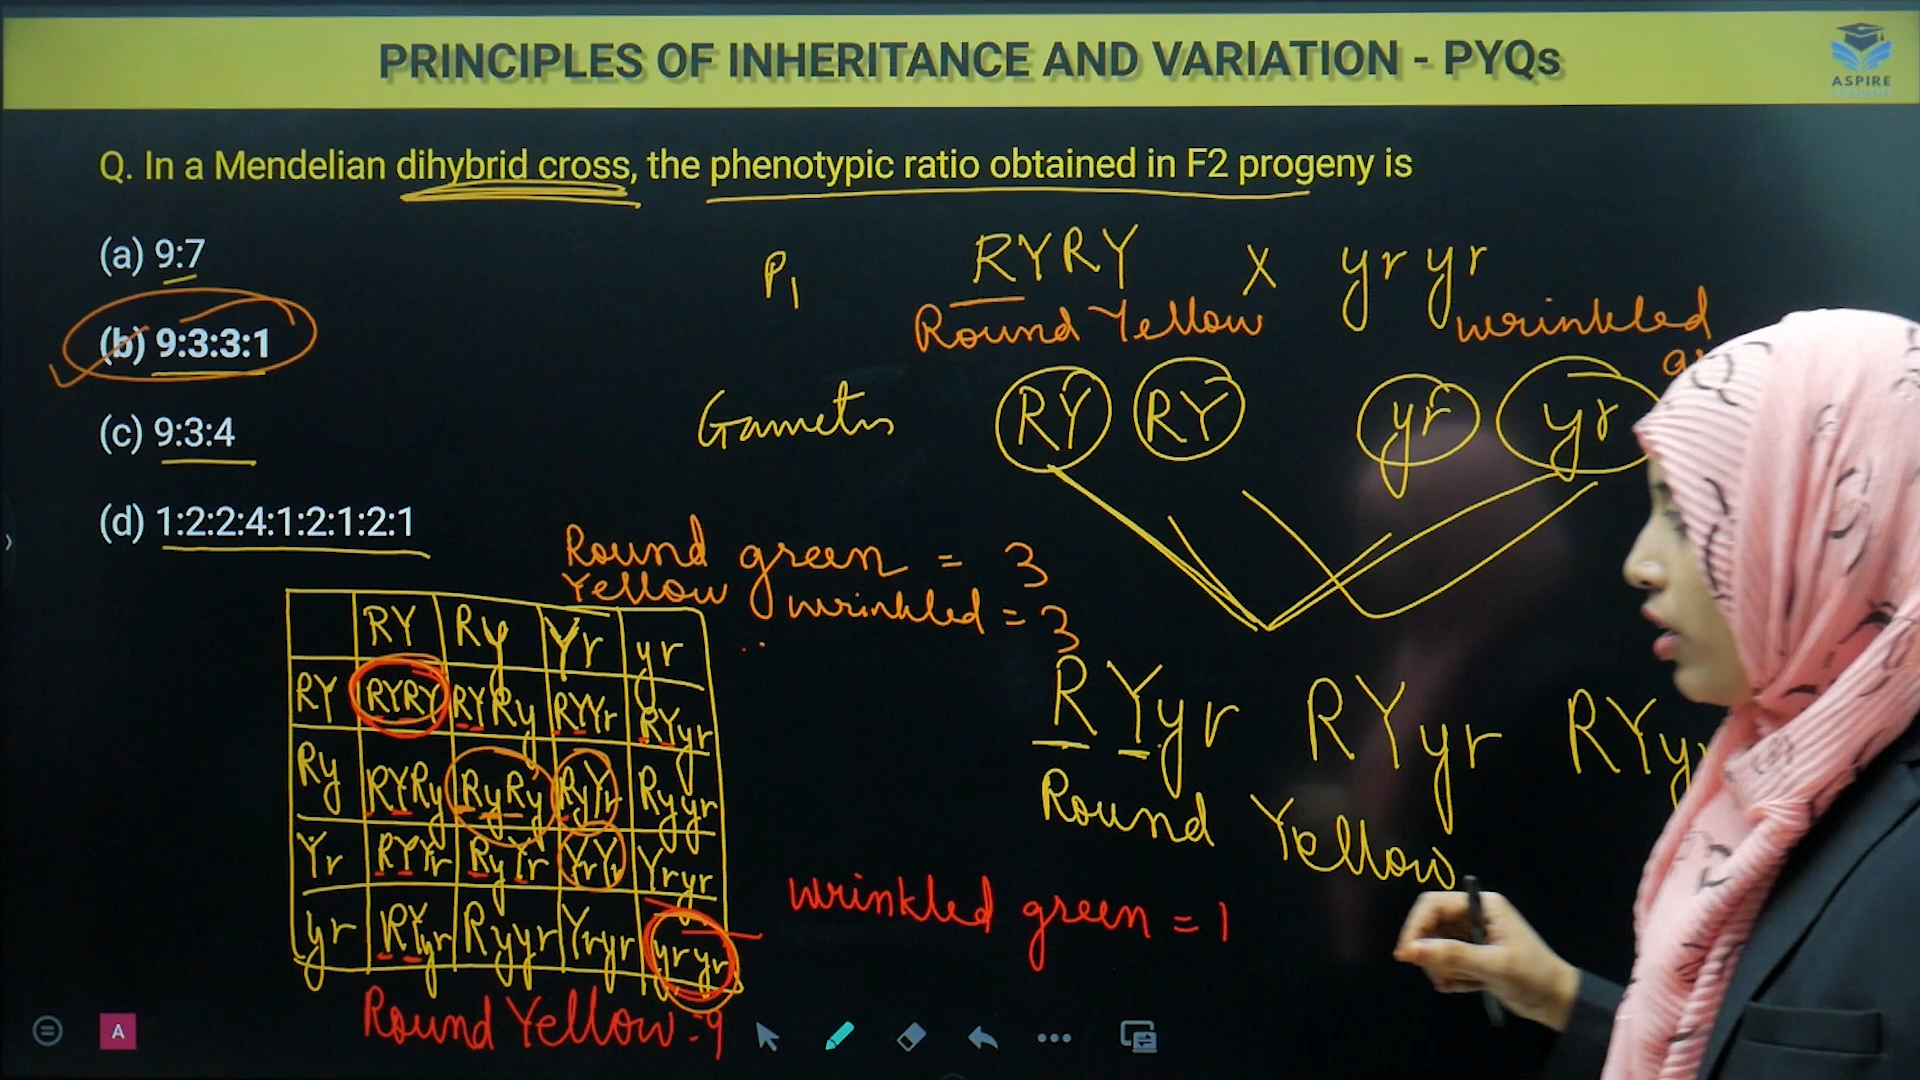 PRINCIPLES OF INHERITANCE AND VARIATION - PYQs
ASPIRE
Q. In a Mendelian dihybrid cross, the phenotypic ratio obtained in F2 progeny is
(a) 9:7
(b) 9:3:3:1
(c) 9:3:4
(d) 1:2:2:4:1:2:1:2:1
P1 RYRY X yr yr
Round Yellow wrinkled
Gametes RY RY yr yr
Round green = 3
Yellow wrinkled = 3
RYyr RYyr
Round Yellow
RY Ry Yr yr
RY RYRY RYRy RYYr RYyr
Ry RYRy RyRy RyYr Ryyr
Yr RYYr RyYr YrYr Yryr
yr RYyr Ryyr Yryr yryr
wrinkled green = 1
Round Yellow - 9
A